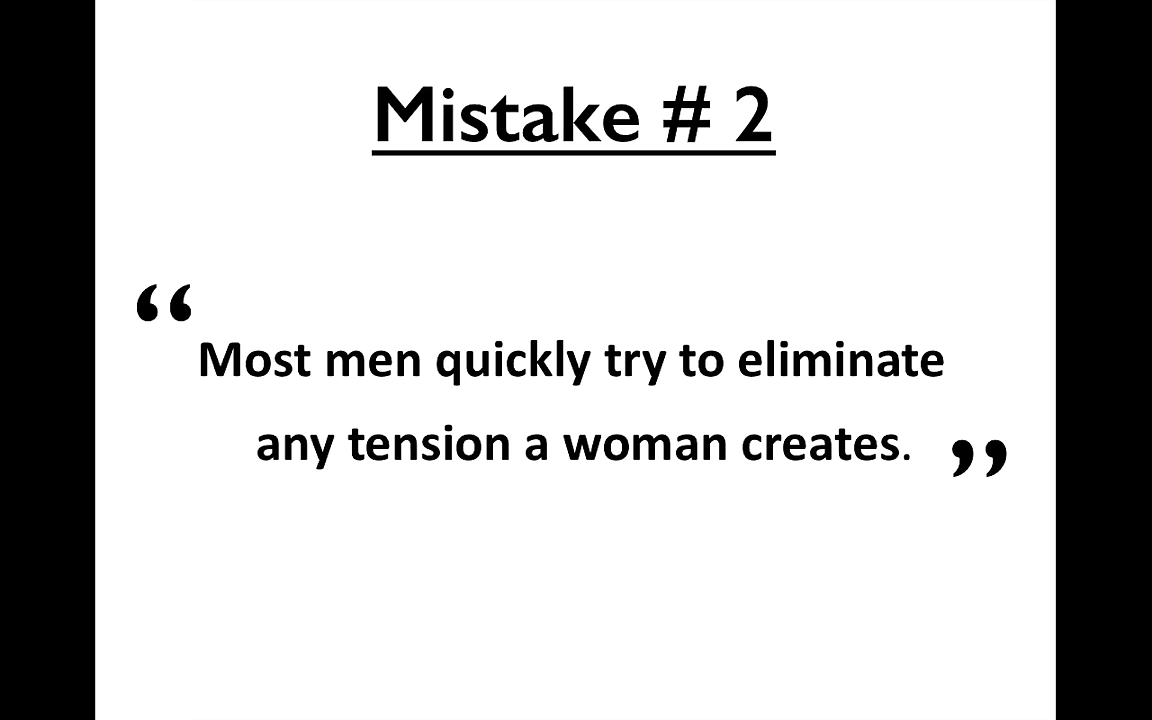 Mistake # 2
“Most men quickly try to eliminate
any tension a woman creates.”